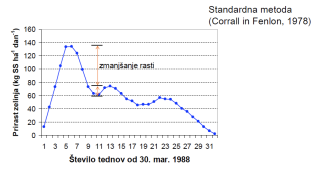 Standardna metoda
(Corrall in Fenlon, 1978)
Prirast zelinja (kg SS ha-1 dan-1)
160
140
120
100
80
60
40
20
0
zmanjšanje rasti
1 3 5 7 9 11 13 15 17 19 21 23 25 27 29 31
Število tednov od 30. mar. 1988